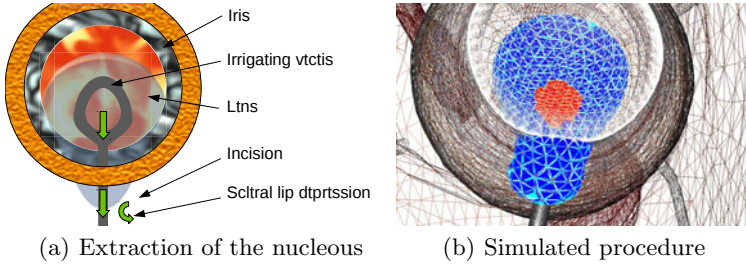 Iris
Irrigating vtctis
Ltns
Incision
Scltral lip dtprtssion
(a) Extraction of the nucleous
(b) Simulated procedure